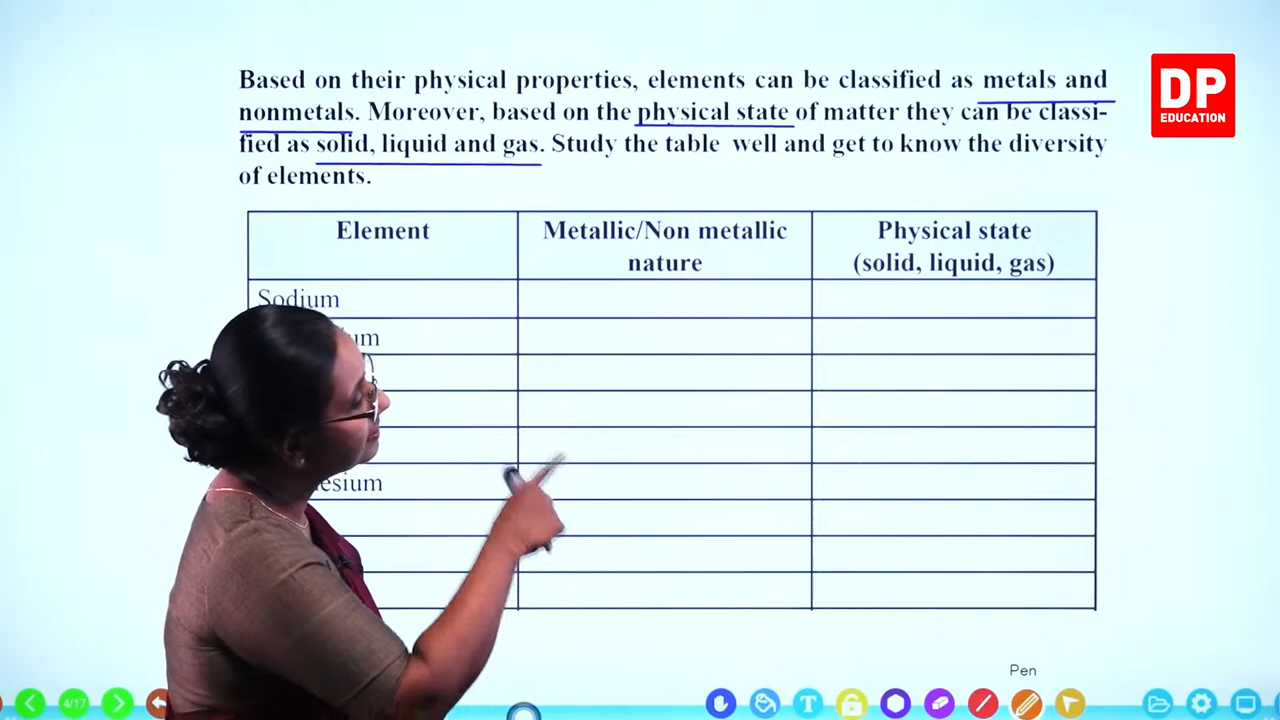 Based on their physical properties, elements can be classified as metals and
nonmetals. Moreover, based on the physical state of matter they can be classi-
fied as solid, liquid and gas. Study the table well and get to know the diversity
of elements.
DP
EDUCATION
Element
Metallic/Non metallic
nature
Physical state
(solid, liquid, gas)
Sodium
Pen
4/17
T